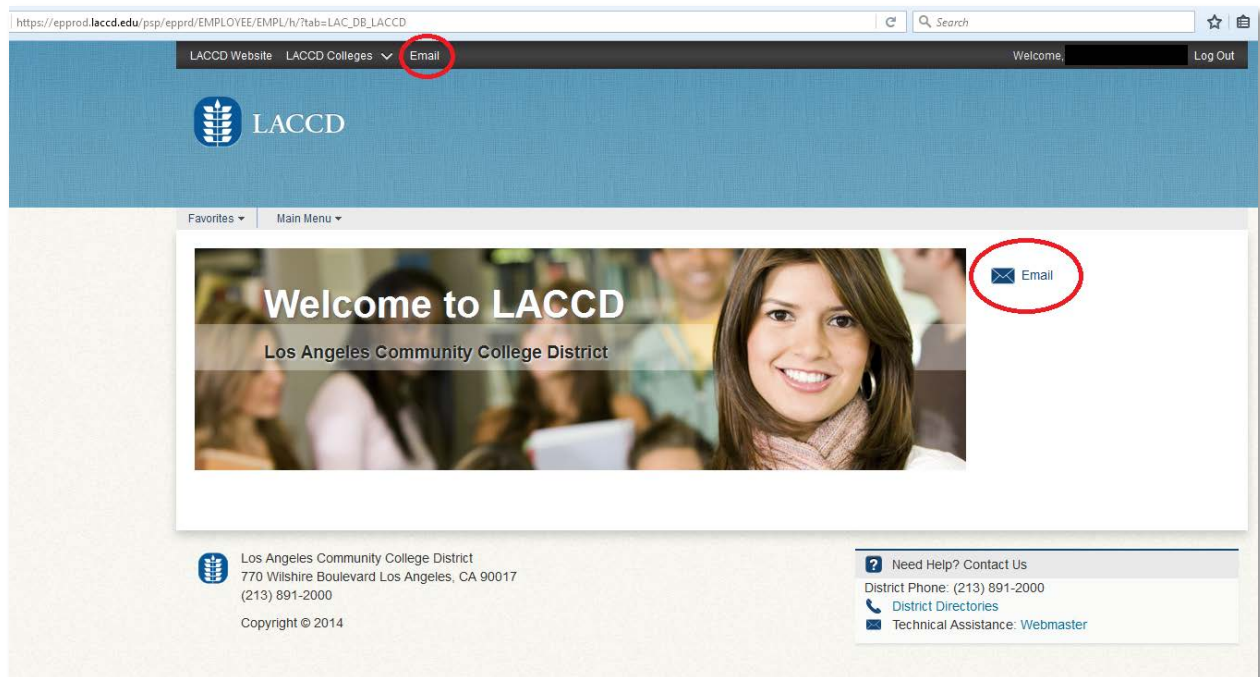 https://epprod.laccd.edu/psp/epprd/EMPLOYEE/EMPL/h/?tab=LAC_DB_LACCD
Search
LACCD Website LACCD Colleges Email Welcome, Log Out
LACCD
Favorites Main Menu
Welcome to LACCD
Los Angeles Community College District
Email
Los Angeles Community College District
770 Wilshire Boulevard Los Angeles, CA 90017
(213) 891-2000
Copyright © 2014
? Need Help? Contact Us
District Phone: (213) 891-2000
District Directories
Technical Assistance: Webmaster